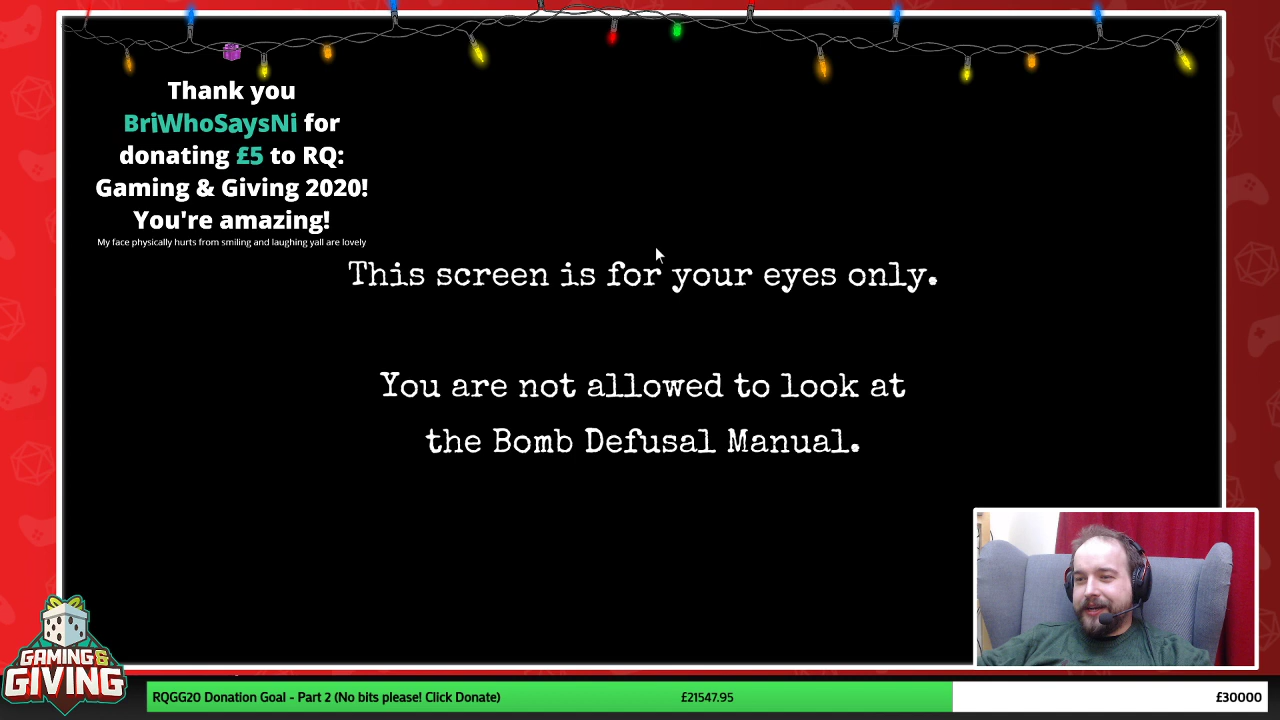 Thank you
BriWhoSaysNi for
donating £5 to RQ:
Gaming & Giving 2020!
You're amazing!
My face physically hurts from smiling and laughing yall are lovely
This screen is for your eyes only.
You are not allowed to look at
the Bomb Defusal Manual.
GAMING &
GIVING
RQGG20 Donation Goal - Part 2 (No bits please! Click Donate) £21547.95 £30000